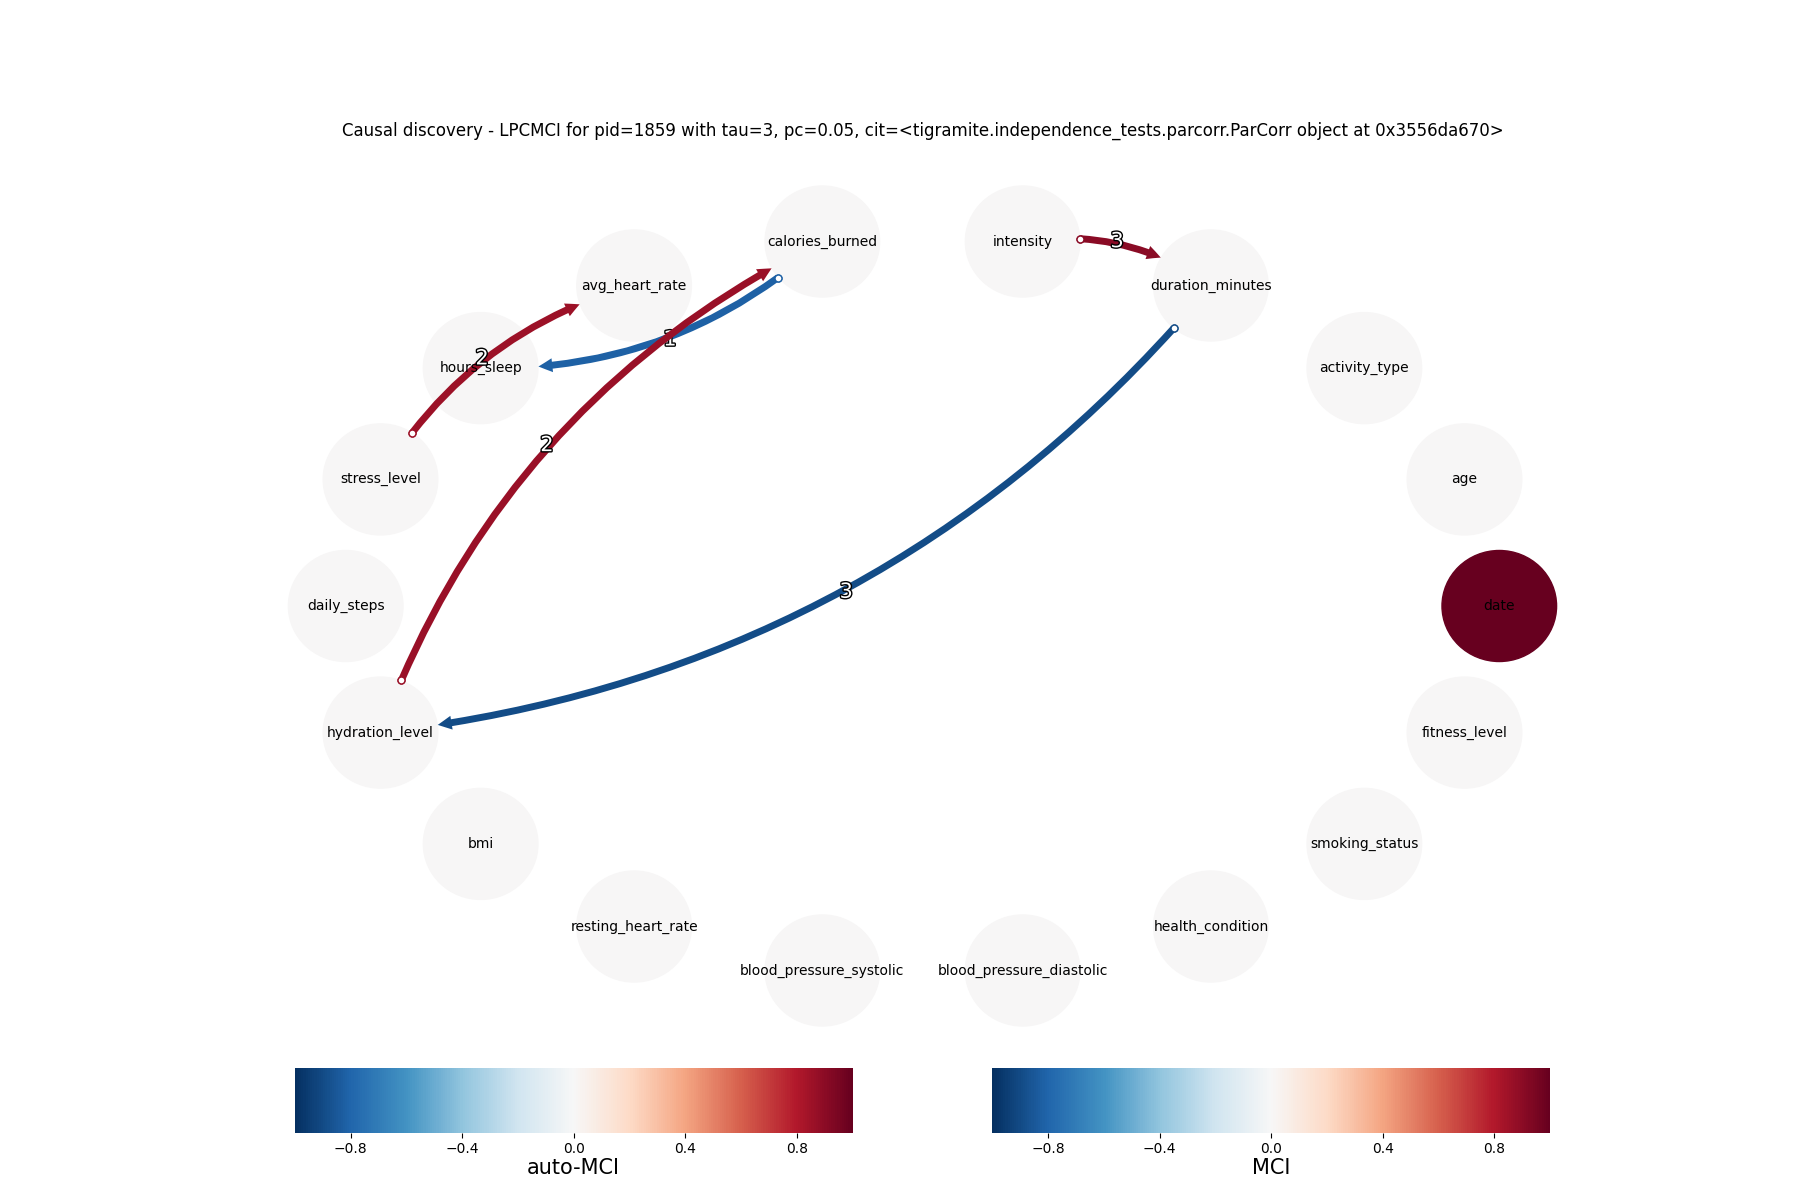 Causal discovery - LPCMCI for pid=1859 with tau=3, pc=0.05, cit=<tigramite.independence_tests.parcorr.ParCorr object at 0x3556da670>
calories_burned
intensity
3
avg_heart_rate
duration_minutes
1
2
hours_sleep
activity_type
2
stress_level
age
3
daily_steps
date
hydration_level
fitness_level
bmi
smoking_status
resting_heart_rate
health_condition
blood_pressure_systolic
blood_pressure_diastolic
−0.8 −0.4 0.0 0.4 0.8
auto-MCI
−0.8 −0.4 0.0 0.4 0.8
MCI